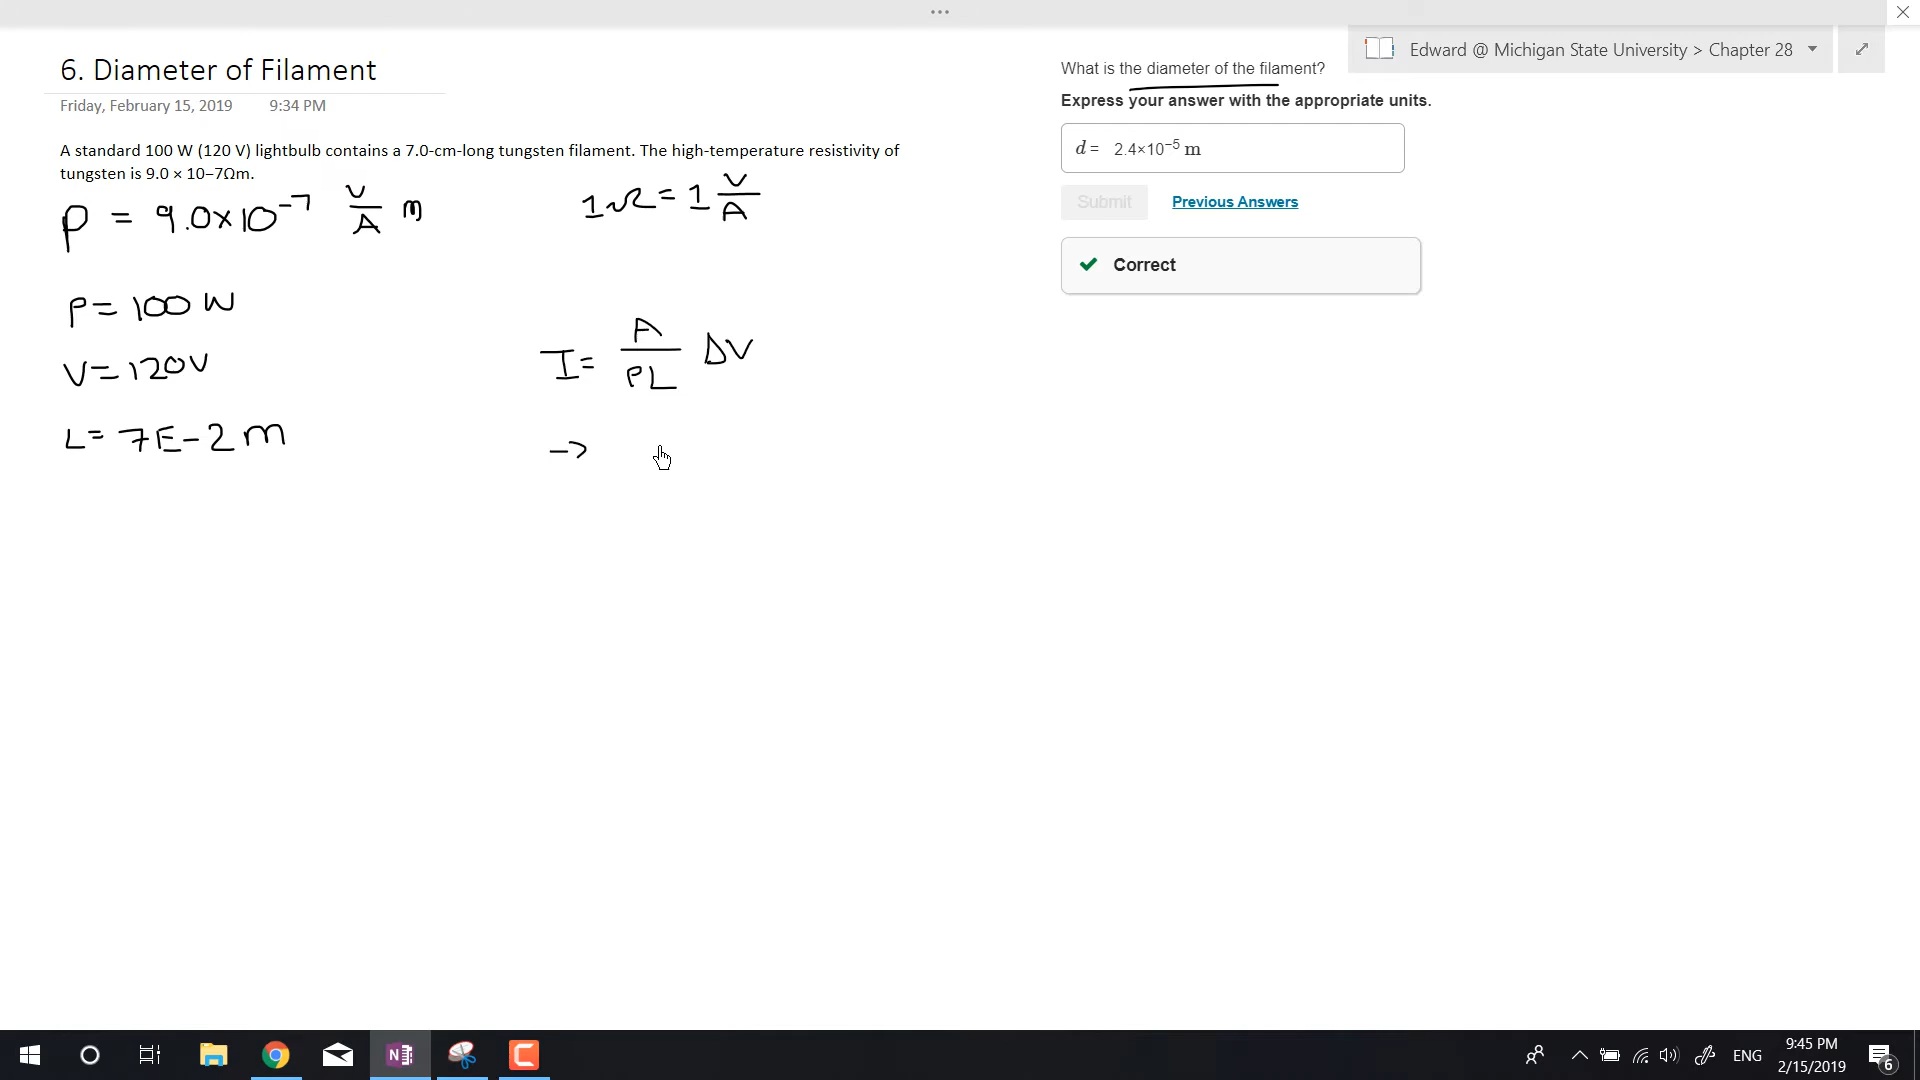 6. Diameter of Filament
Friday, February 15, 2019 9:34 PM
A standard 100 W (120 V) lightbulb contains a 7.0-cm-long tungsten filament. The high-temperature resistivity of
tungsten is 9.0 × 10−7Ωm.
ρ = 9.0×10⁻⁷ V/A m
1Ω = 1 V/A
P = 100 W
V = 120V
L = 7E-2 m
I = A/ρL ΔV
→
Edward @ Michigan State University > Chapter 28
What is the diameter of the filament?
Express your answer with the appropriate units.
d = 2.4×10⁻⁵ m
Submit Previous Answers
Correct
N
C
ENG
9:45 PM
2/15/2019
6